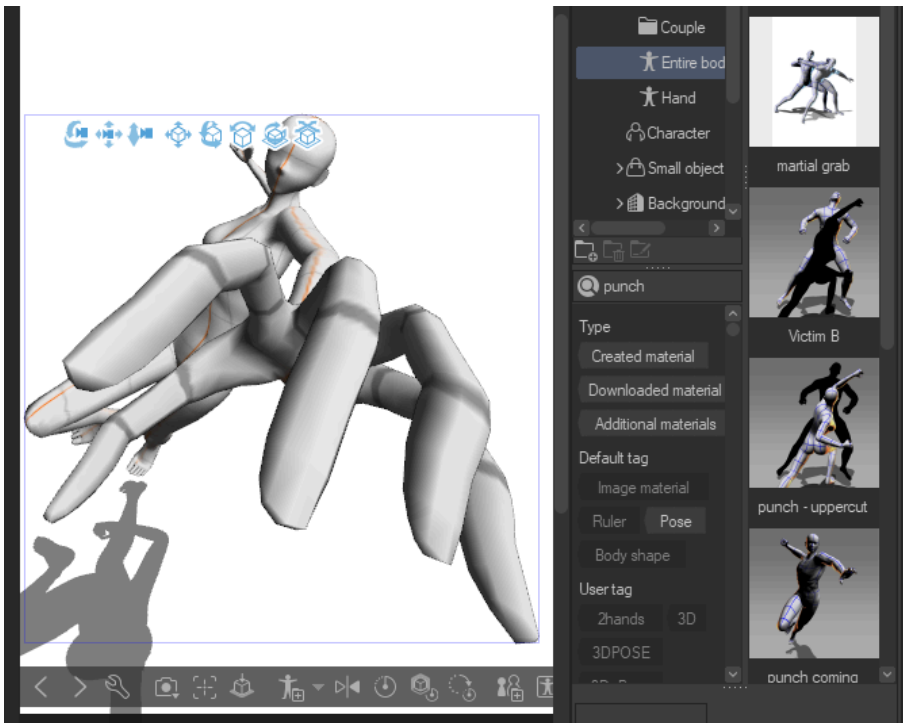 Couple
Entire bod
Hand
Character
Small object
Background
punch
Type
Created material
Downloaded material
Additional materials
Default tag
Image material
Ruler
Pose
Body shape
User tag
2hands
3D
3DPOSE
martial grab
Victim B
punch - uppercut
punch coming